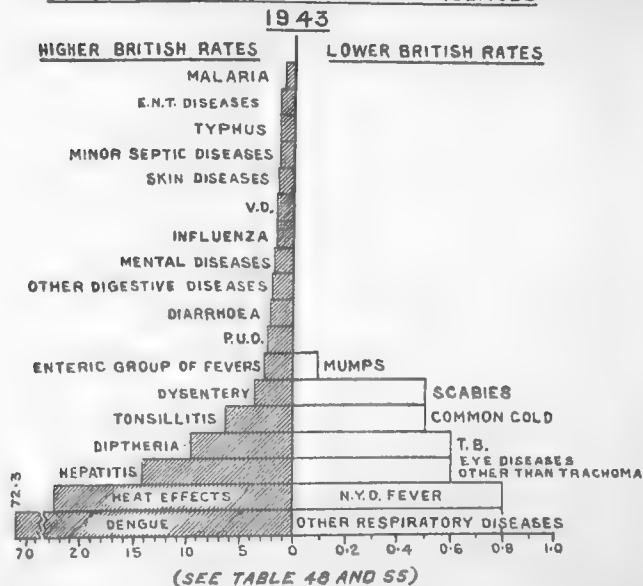 1943
HIGHER BRITISH RATES
LOWER BRITISH RATES
MALARIA
E.N.T. DISEASES
TYPHUS
MINOR SEPTIC DISEASES
SKIN DISEASES
V.D.
INFLUENZA
MENTAL DISEASES
OTHER DIGESTIVE DISEASES
DIARRHOEA
P.U.O.
ENTERIC GROUP OF FEVERS
MUMPS
DYSENTERY
SCABIES
TONSILLITIS
COMMON COLD
DIPTHERIA
T.B.
HEPATITIS
EYE DISEASES
OTHER THAN TRACHOMA
72.3
HEAT EFFECTS
N.Y.D. FEVER
DENGUE
OTHER RESPIRATORY DISEASES
70 20 15 10 5 0 0.2 0.4 0.6 0.8 1.0
(SEE TABLE 48 AND 55)